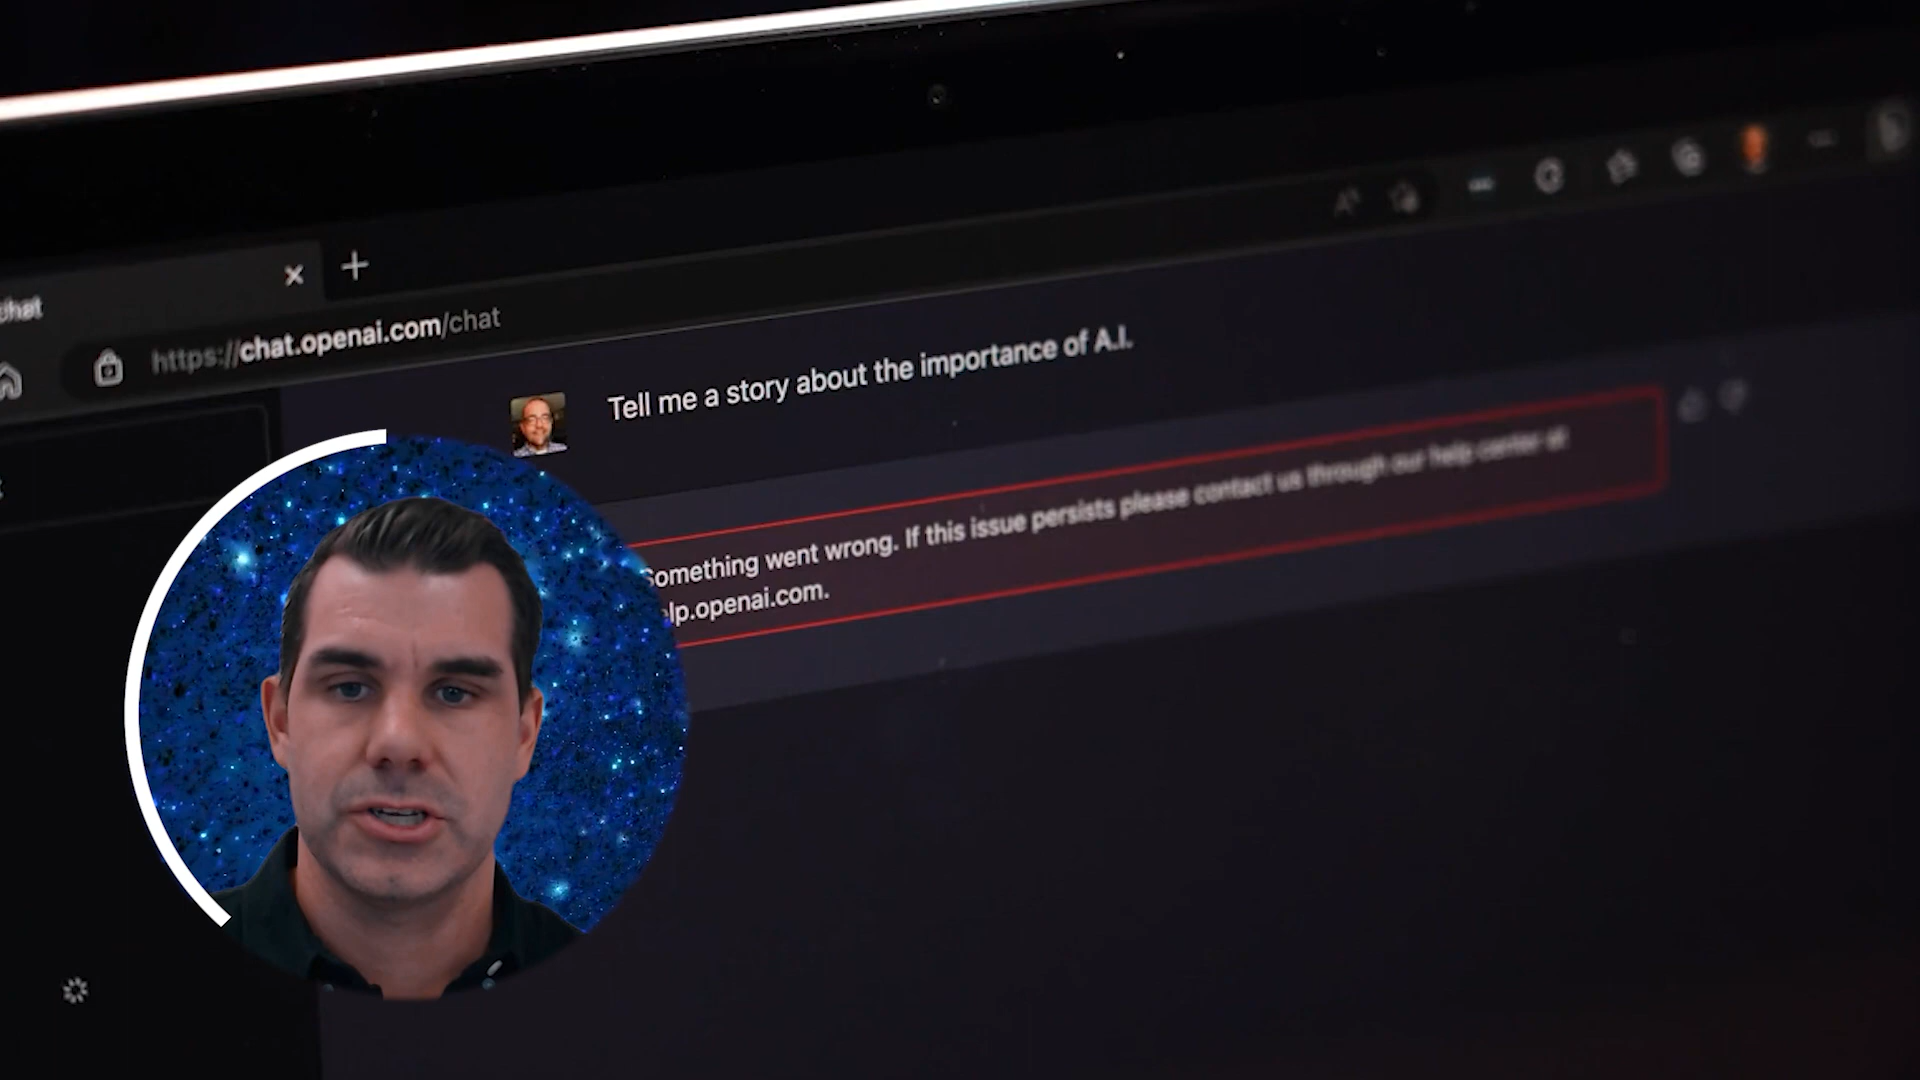 chat
https://chat.openai.com/chat
Tell me a story about the importance of A.I.
Something went wrong. If this issue persists please contact us through our help center at
lp.openai.com.